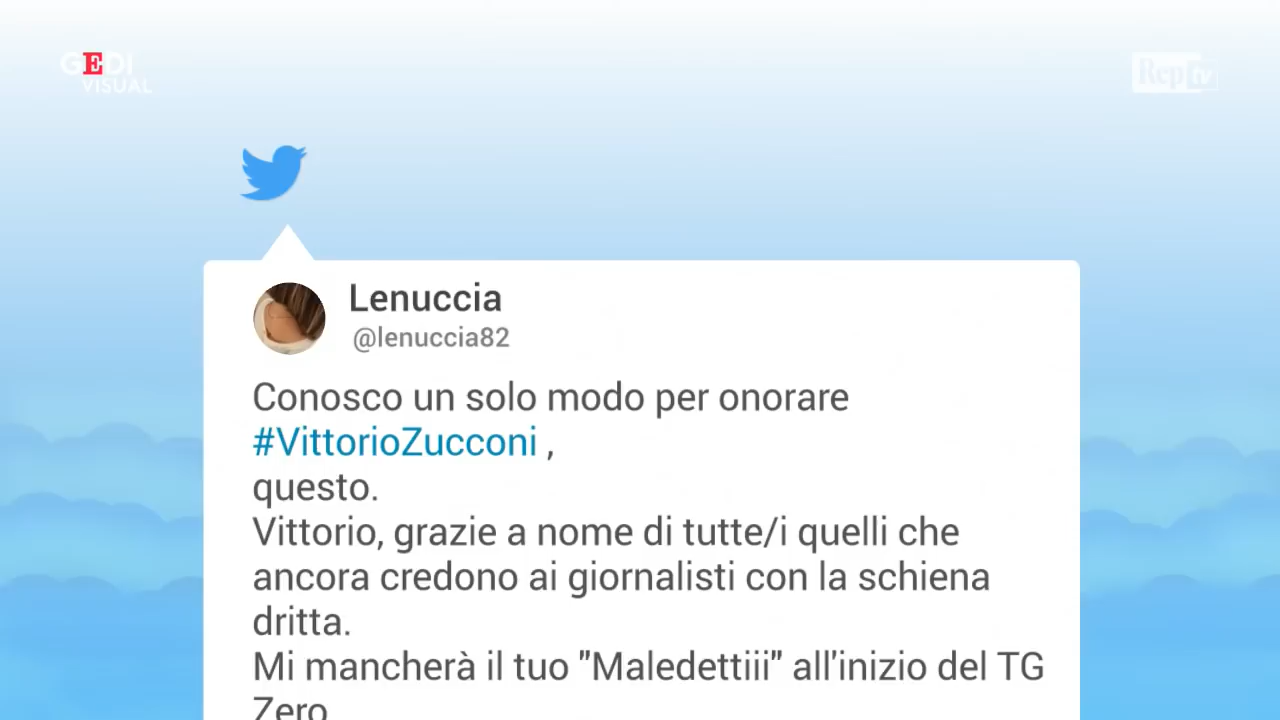 GEDI
VISUAL
Rep tv
Lenuccia
@lenuccia82
Conosco un solo modo per onorare
#VittorioZucconi ,
questo.
Vittorio, grazie a nome di tutte/i quelli che
ancora credono ai giornalisti con la schiena
dritta.
Mi mancherà il tuo "Maledettiii" all'inizio del TG
Zero